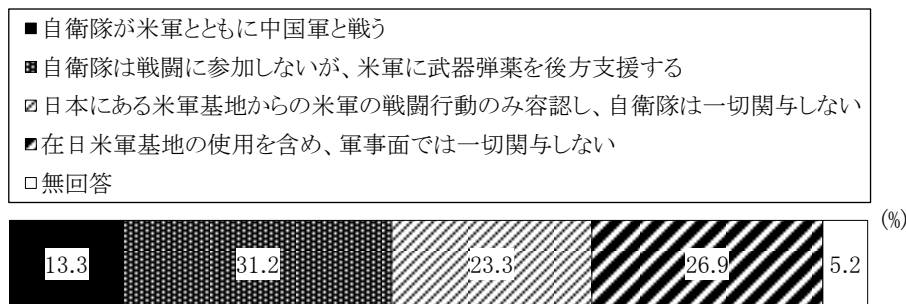 ■自衛隊が米軍とともに中国軍と戦う
自衛隊は戦闘に参加しないが、米軍に武器弾薬を後方支援する
日本にある米軍基地からの米軍の戦闘行動のみ容認し、自衛隊は一切関与しない
在日米軍基地の使用を含め、軍事面では一切関与しない
□無回答
(%)
13.3 31.2 23.3 26.9 5.2